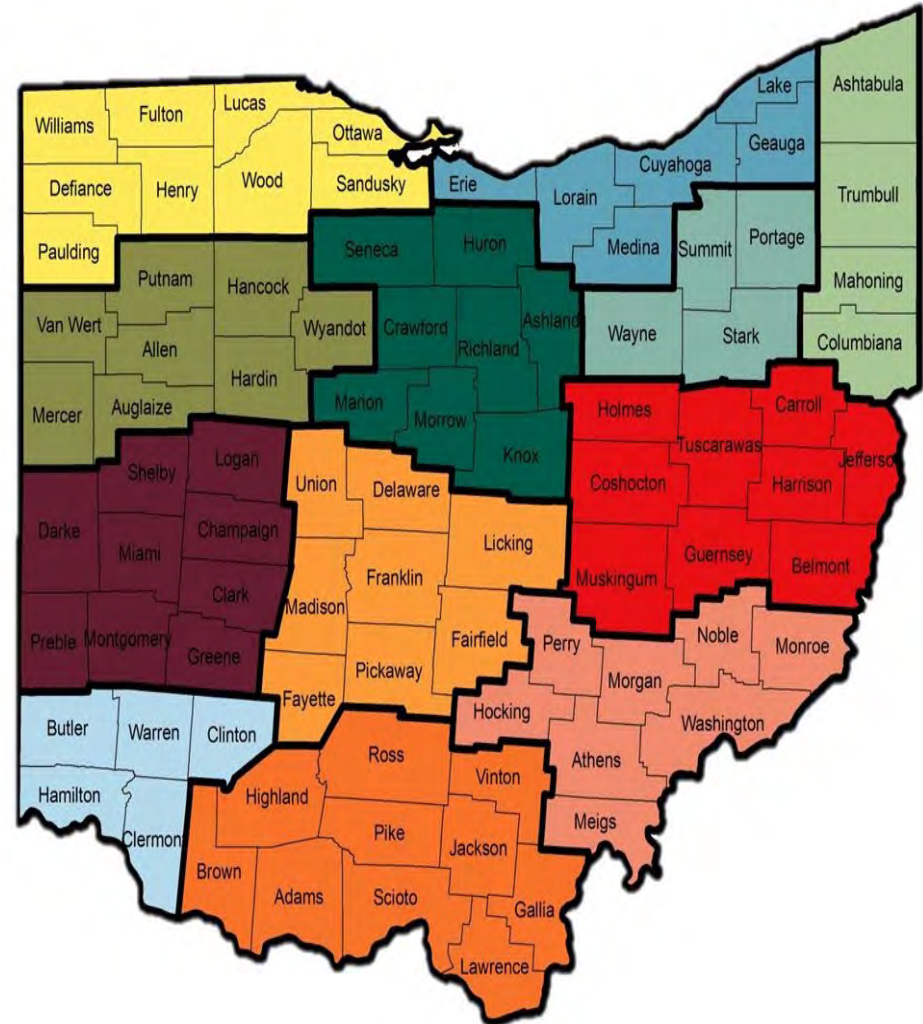 Lake
Ashtabula
Lucas
Fulton
Williams
Ottawa
Geauga
Cuyahoga
Wood
Sandusky
Erie
Defiance
Henry
Lorain
Trumbull
Portage
Seneca
Huron
Medina
Summit
Paulding
Putnam
Hancock
Mahoning
Van Wert
Wyandot
Crawford
Ashland
Wayne
Stark
Columbiana
Allen
Richland
Hardin
Marion
Carroll
Mercer
Auglaize
Holmes
Morrow
Tuscarawas
Knox
Logan
Jefferso
Shelby
Union
Delaware
Coshocton
Harrison
Darke
Champaign
Licking
Miami
Guernsey
Franklin
Belmont
Muskingum
Clark
Madison
Noble
Preble
Montgomery
Fairfield
Perry
Monroe
Greene
Pickaway
Morgan
Fayette
Hocking
Washington
Butler
Warren
Clinton
Ross
Athens
Vinton
Hamilton
Highland
Meigs
Pike
Clermon
Jackson
Brown
Adams
Scioto
Gallia
Lawrence